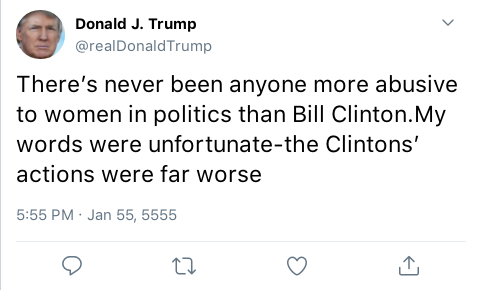 Donald J. Trump
@realDonaldTrump
There’s never been anyone more abusive
to women in politics than Bill Clinton.My
words were unfortunate-the Clintons’
actions were far worse
5:55 PM · Jan 55, 5555